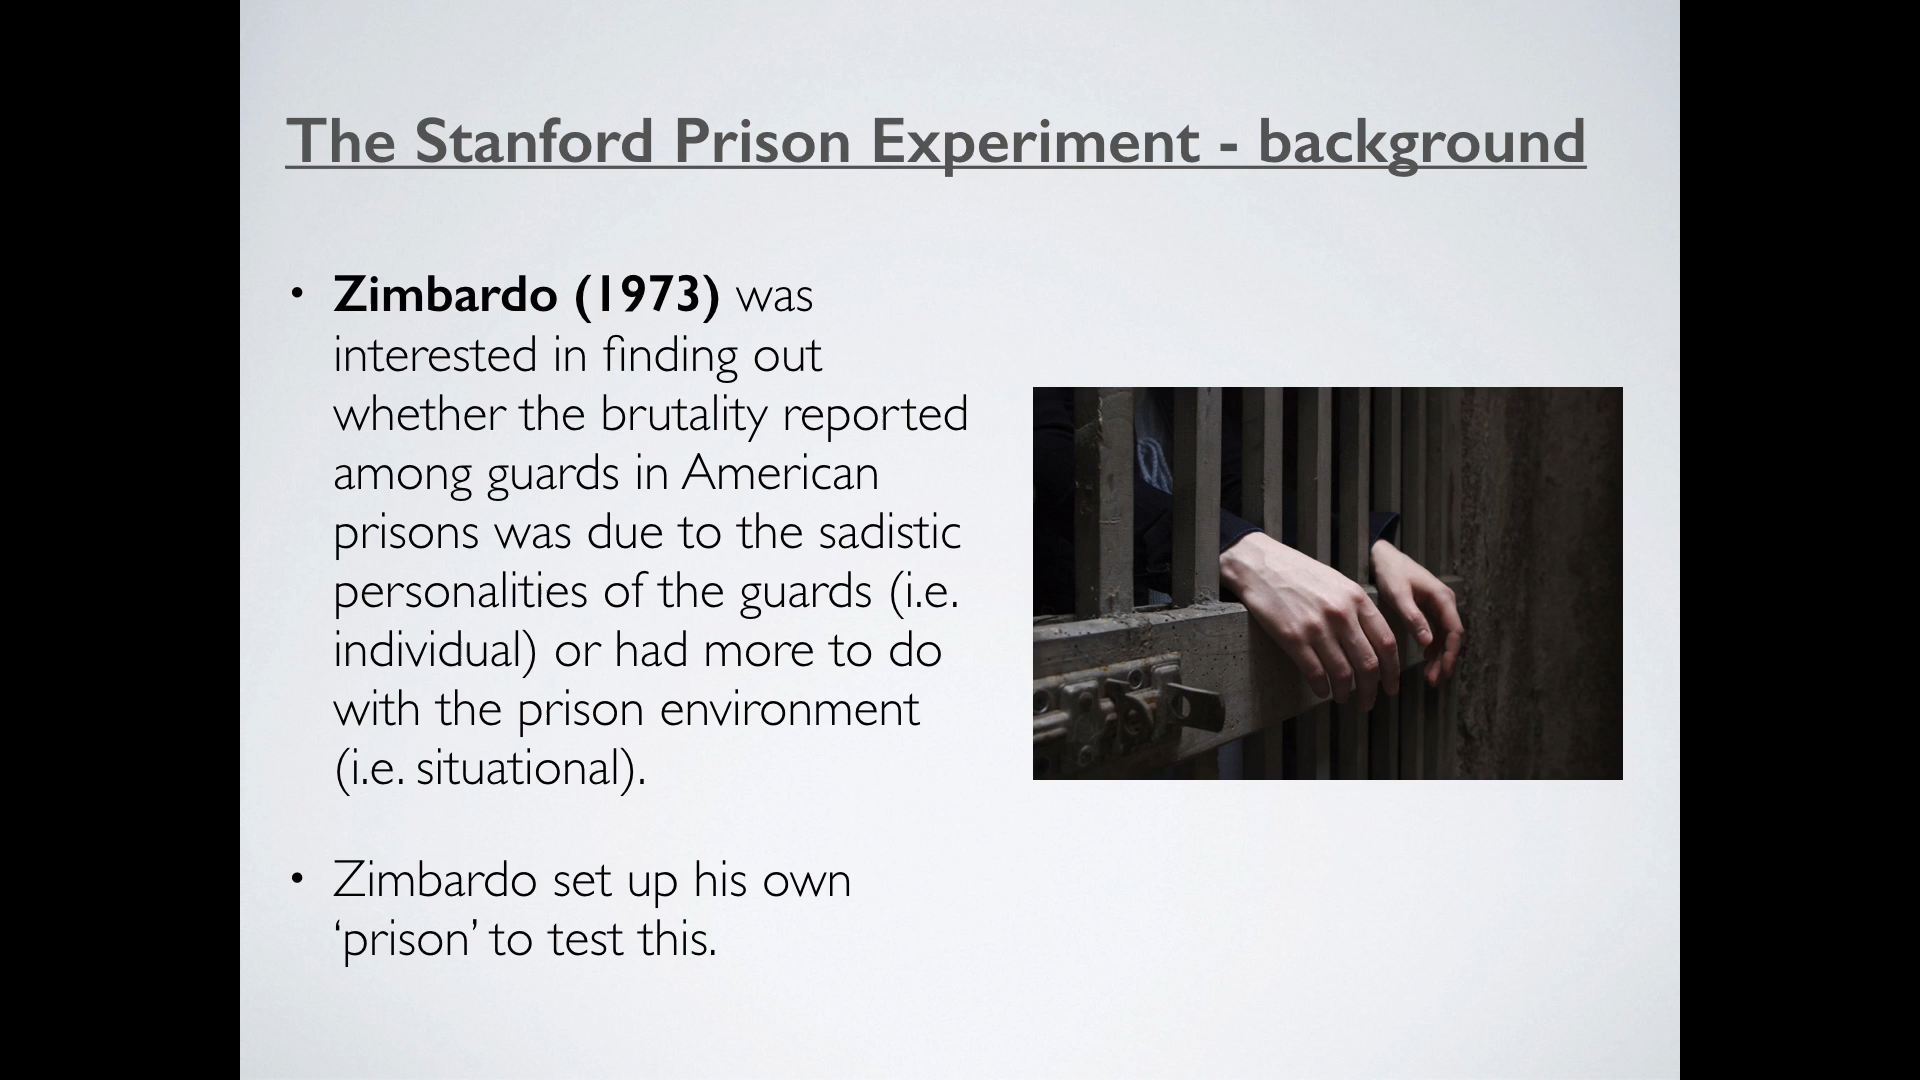 The Stanford Prison Experiment - background
• Zimbardo (1973) was
interested in finding out
whether the brutality reported
among guards in American
prisons was due to the sadistic
personalities of the guards (i.e.
individual) or had more to do
with the prison environment
(i.e. situational).
• Zimbardo set up his own
‘prison’ to test this.